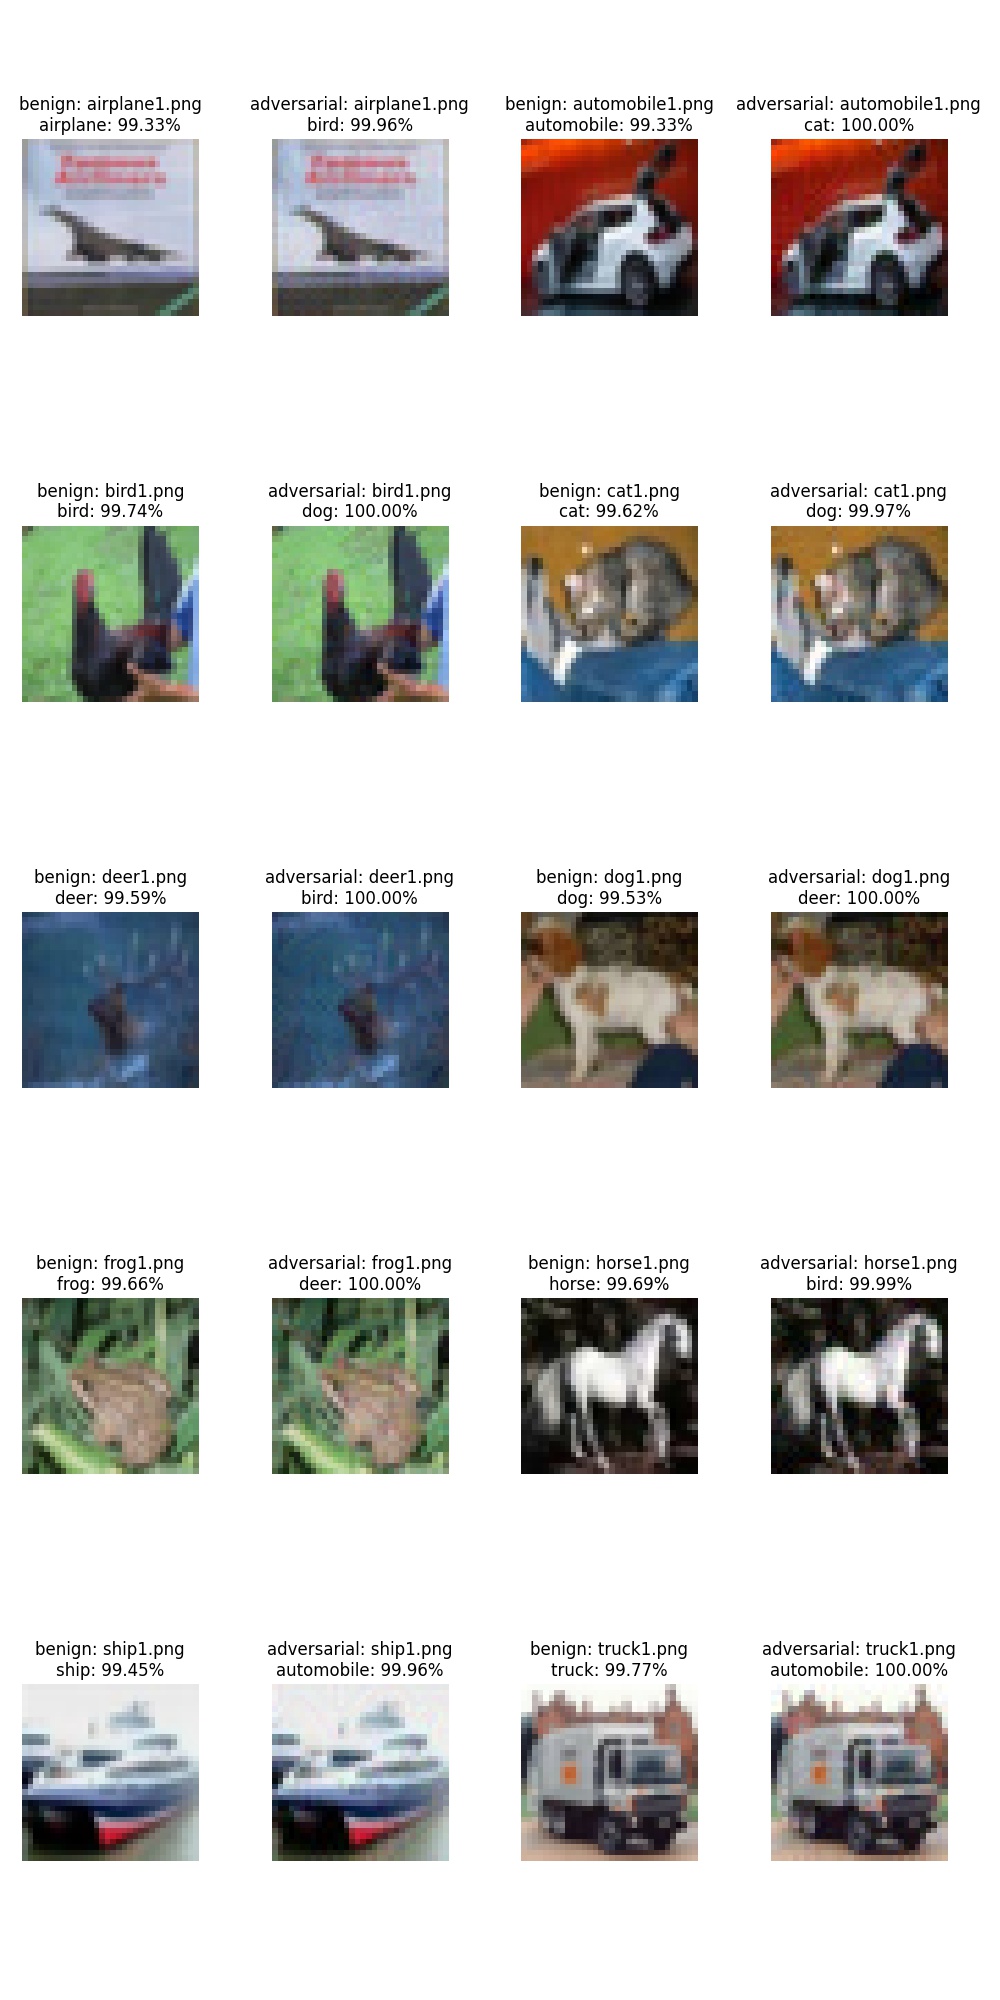 benign: airplane1.png
airplane: 99.33%
adversarial: airplane1.png
bird: 99.96%
benign: automobile1.png
automobile: 99.33%
adversarial: automobile1.png
cat: 100.00%
benign: bird1.png
bird: 99.74%
adversarial: bird1.png
dog: 100.00%
benign: cat1.png
cat: 99.62%
adversarial: cat1.png
dog: 99.97%
benign: deer1.png
deer: 99.59%
adversarial: deer1.png
bird: 100.00%
benign: dog1.png
dog: 99.53%
adversarial: dog1.png
deer: 100.00%
benign: frog1.png
frog: 99.66%
adversarial: frog1.png
deer: 100.00%
benign: horse1.png
horse: 99.69%
adversarial: horse1.png
bird: 99.99%
benign: ship1.png
ship: 99.45%
adversarial: ship1.png
automobile: 99.96%
benign: truck1.png
truck: 99.77%
adversarial: truck1.png
automobile: 100.00%